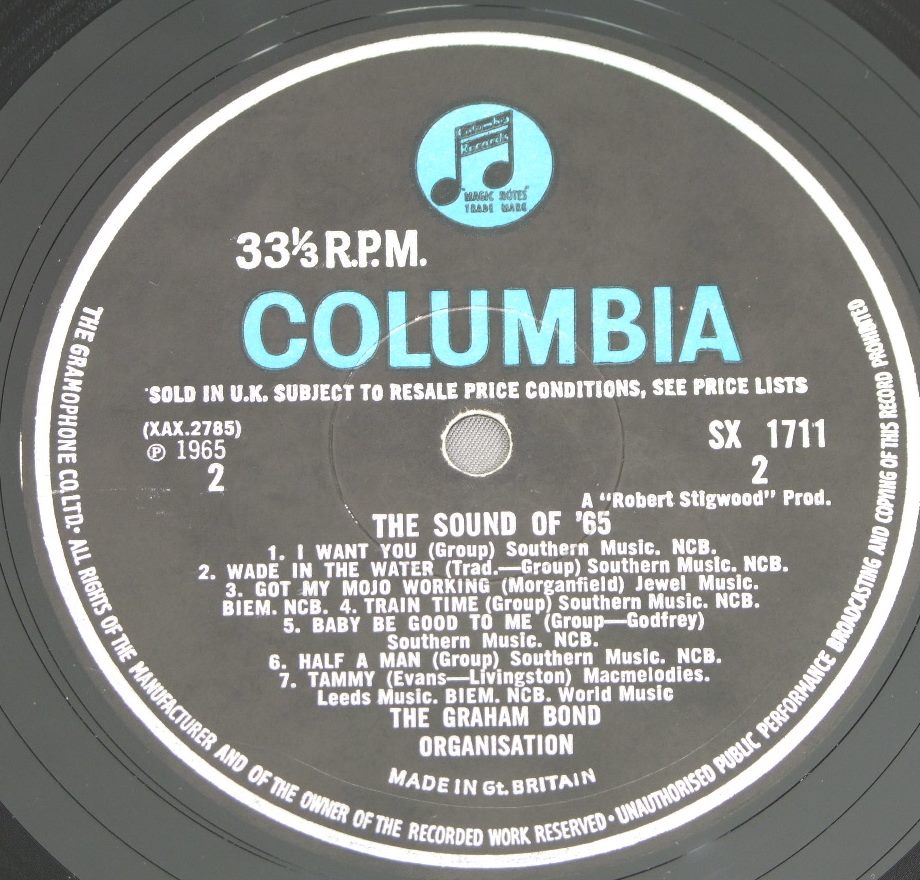 Columbia
Records
"MAGIC NOTES"
TRADE MARK
33⅓ R.P.M.
COLUMBIA
SOLD IN U.K. SUBJECT TO RESALE PRICE CONDITIONS, SEE PRICE LISTS
(XAX.2785)
℗ 1965
2
SX 1711
2
A "Robert Stigwood" Prod.
THE SOUND OF '65
1. I WANT YOU (Group) Southern Music. NCB.
2. WADE IN THE WATER (Trad.—Group) Southern Music. NCB.
3. GOT MY MOJO WORKING (Morganfield) Jewel Music.
BIEM. NCB. 4. TRAIN TIME (Group) Southern Music. NCB.
5. BABY BE GOOD TO ME (Group—Godfrey)
Southern Music. NCB.
6. HALF A MAN (Group) Southern Music. NCB.
7. TAMMY (Evans—Livingston) Macmelodies.
Leeds Music. BIEM. NCB. World Music
THE GRAHAM BOND
ORGANISATION
MADE IN Gt. BRITAIN
THE GRAMOPHONE CO. LTD. · ALL RIGHTS OF THE MANUFACTURER AND OF THE OWNER OF THE RECORDED WORK RESERVED · UNAUTHORISED PUBLIC PERFORMANCE BROADCASTING AND COPYING OF THIS RECORD PROHIBITED